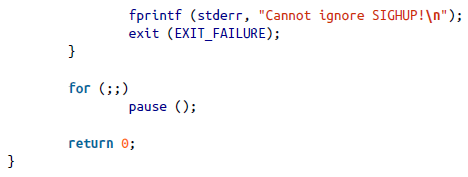 fprintf (stderr, "Cannot ignore SIGHUP!\n");
exit (EXIT_FAILURE);
}
for (;;)
pause ();
return 0;
}